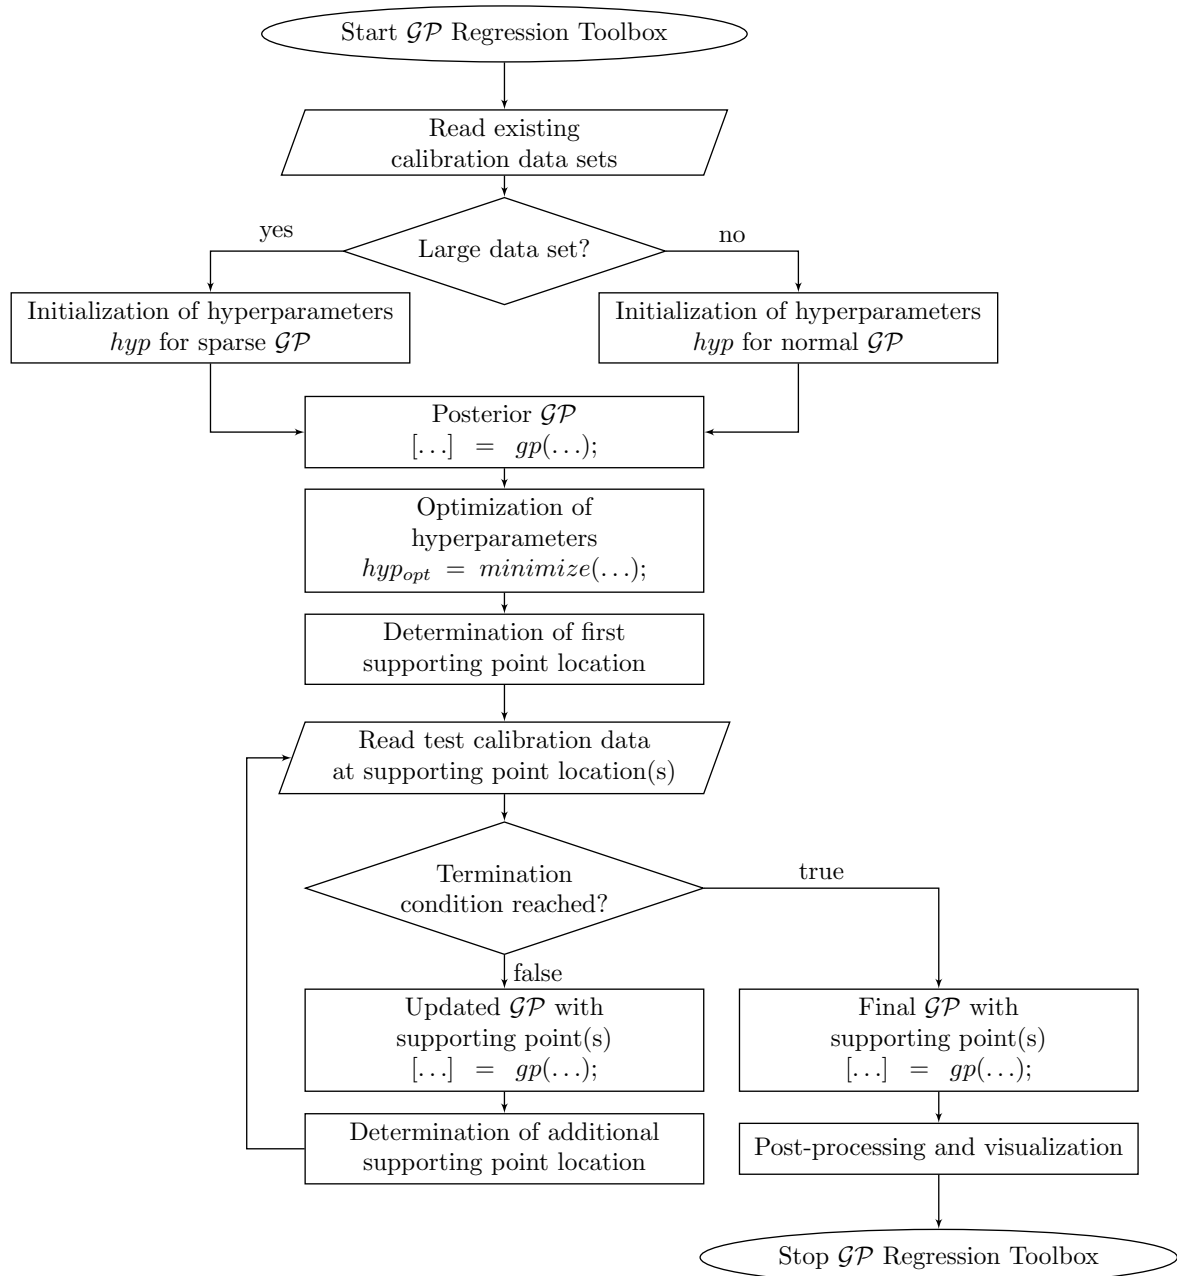 Start 𝒢𝒫 Regression Toolbox
Read existing
calibration data sets
Large data set?
yes
no
Initialization of hyperparameters
hyp for sparse 𝒢𝒫
Initialization of hyperparameters
hyp for normal 𝒢𝒫
Posterior 𝒢𝒫
[...] = gp(...);
Optimization of
hyperparameters
hyp_opt = minimize(...);
Determination of first
supporting point location
Read test calibration data
at supporting point location(s)
Termination
condition reached?
true
false
Updated 𝒢𝒫 with
supporting point(s)
[...] = gp(...);
Final 𝒢𝒫 with
supporting point(s)
[...] = gp(...);
Determination of additional
supporting point location
Post-processing and visualization
Stop 𝒢𝒫 Regression Toolbox